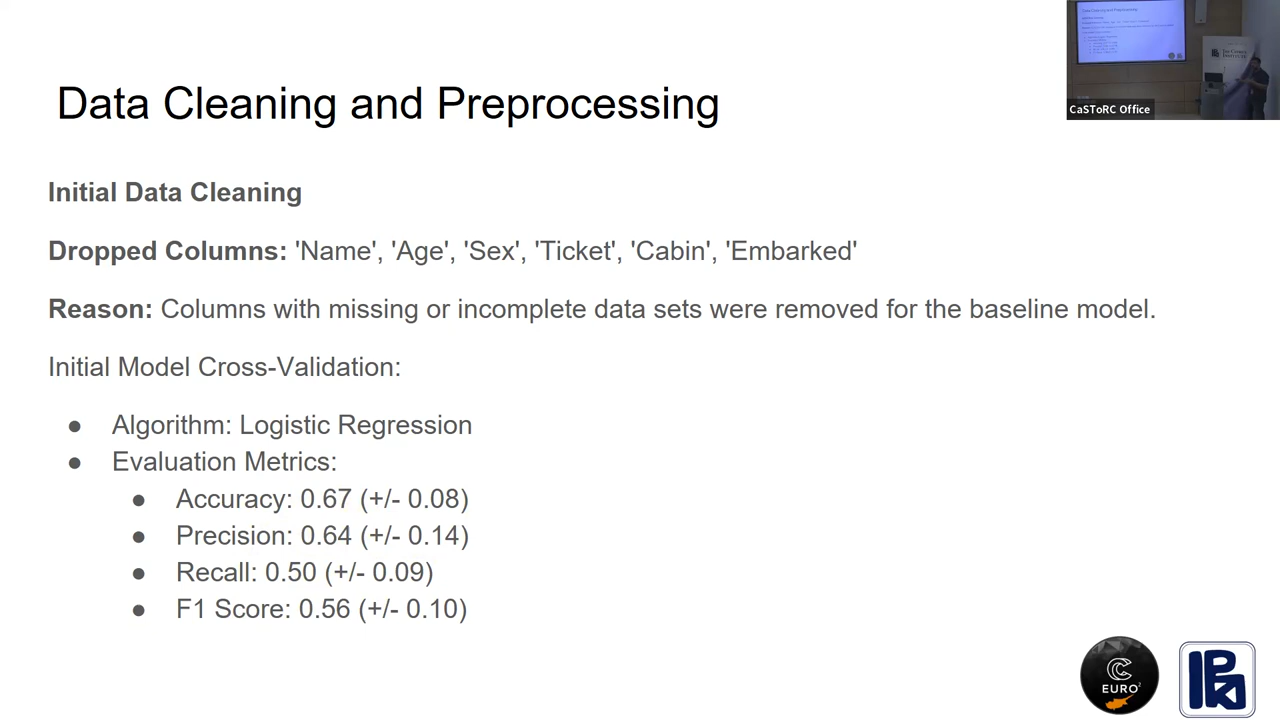 Data Cleaning and Preprocessing
CaSToRC Office
Initial Data Cleaning
Dropped Columns: 'Name', 'Age', 'Sex', 'Ticket', 'Cabin', 'Embarked'
Reason: Columns with missing or incomplete data sets were removed for the baseline model.
Initial Model Cross-Validation:
● Algorithm: Logistic Regression
● Evaluation Metrics:
● Accuracy: 0.67 (+/- 0.08)
● Precision: 0.64 (+/- 0.14)
● Recall: 0.50 (+/- 0.09)
● F1 Score: 0.56 (+/- 0.10)
EURO²